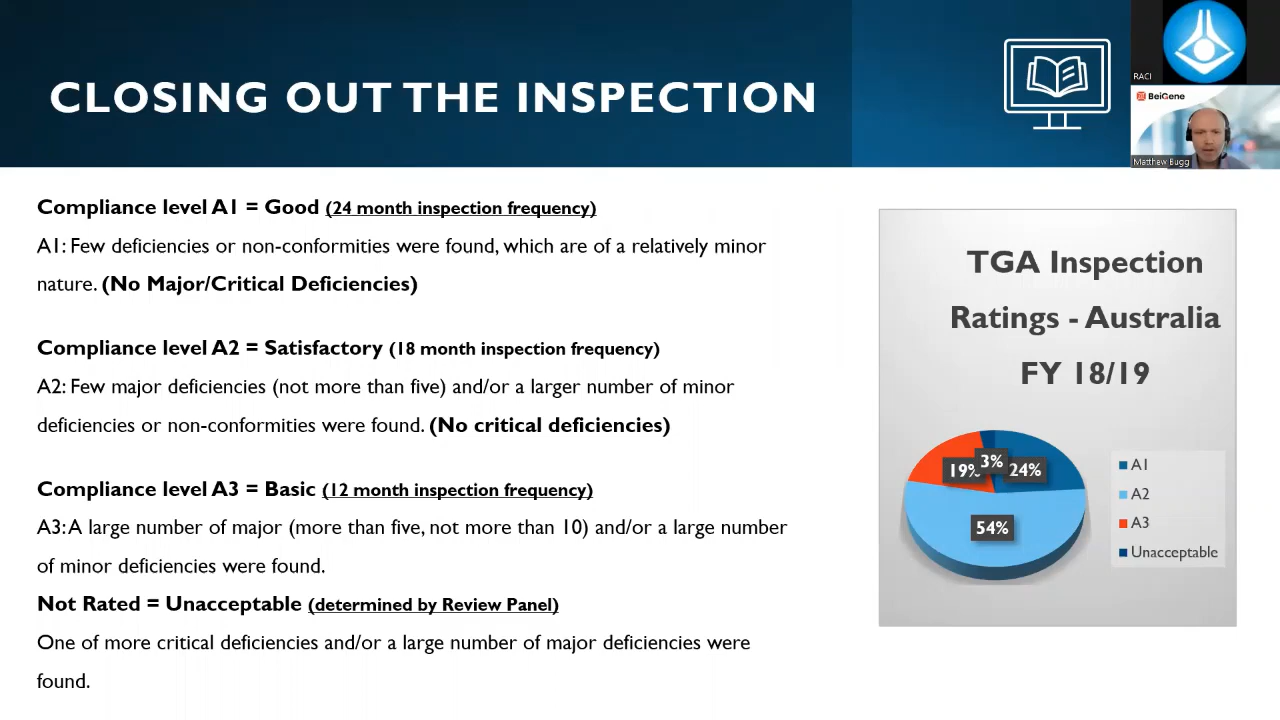 CLOSING OUT THE INSPECTION
RACI
BeiGene
Matthew Bugg
Compliance level A1 = Good (24 month inspection frequency)
A1: Few deficiencies or non-conformities were found, which are of a relatively minor
nature. (No Major/Critical Deficiencies)
Compliance level A2 = Satisfactory (18 month inspection frequency)
A2: Few major deficiencies (not more than five) and/or a larger number of minor
deficiencies or non-conformities were found. (No critical deficiencies)
Compliance level A3 = Basic (12 month inspection frequency)
A3: A large number of major (more than five, not more than 10) and/or a large number
of minor deficiencies were found.
Not Rated = Unacceptable (determined by Review Panel)
One of more critical deficiencies and/or a large number of major deficiencies were
found.
TGA Inspection
Ratings - Australia
FY 18/19
19%
3%
24%
54%
A1
A2
A3
Unacceptable